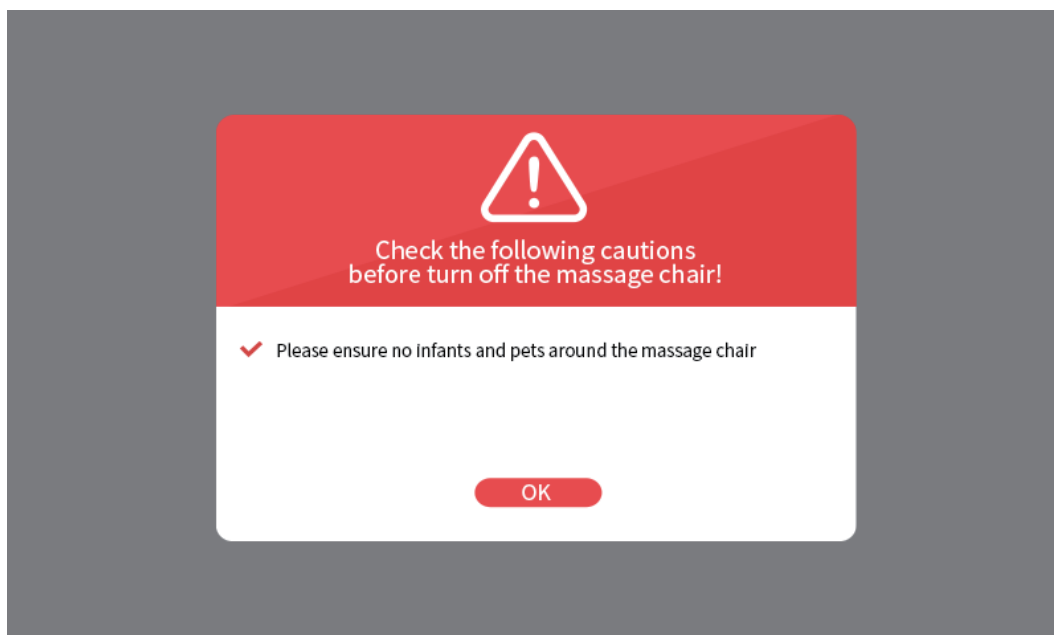 Check the following cautions
before turn off the massage chair!
Please ensure no infants and pets around the massage chair
OK